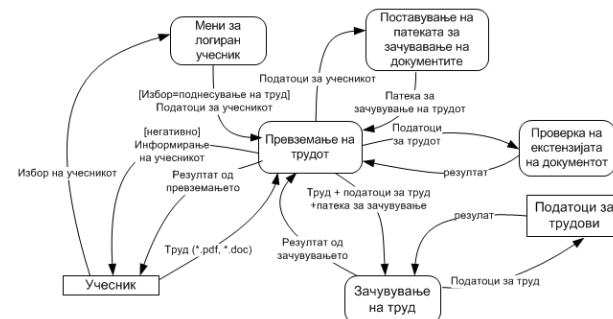 Мени за
логиран
учесник
Поставување на
патеката за
зачувавање на
документите
Податоци за учесникот
[Избор=поднесување на труд]
Податоци за учесникот
Патека за
зачувување на трудот
[негативно]
Информирање
на учесникот
Превземање на
трудот
Податоци
за трудот
Проверка на
екстензијата
на документот
Избор на учесникот
Резултат од
превземањето
резултат
Труд + податоци за труд
+патека за зачувување
Податоци за
трудови
резулат
Труд (*.pdf, *.doc)
Резултат од
зачувувањето
Учесник
Зачувување
на труд
Податоци за труд